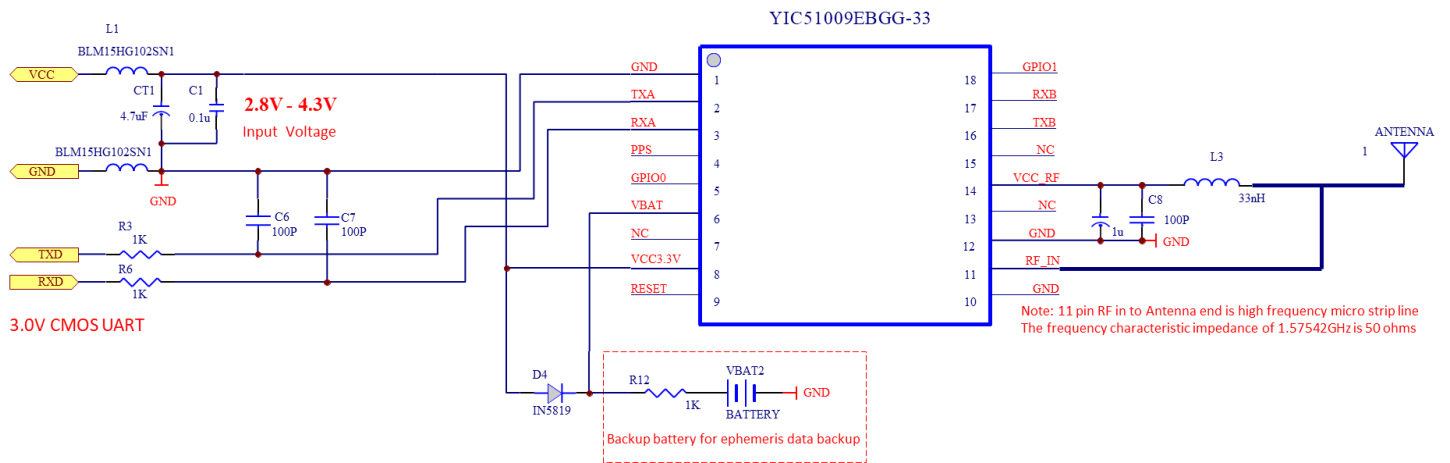 YIC51009EBGG-33
L1
BLM15HG102SN1
VCC
CT1
4.7uF
C1
0.1u
2.8V - 4.3V
Input Voltage
BLM15HG102SN1
GND
GND
C6
100P
C7
100P
R3
1K
TXD
R6
1K
RXD
3.0V CMOS UART
GND
1
TXA
2
RXA
3
PPS
4
GPIO0
5
VBAT
6
NC
7
VCC3.3V
8
RESET
9
18
GPIO1
17
RXB
16
TXB
15
NC
14
VCC_RF
13
NC
12
GND
11
RF_IN
10
GND
L3
33nH
ANTENNA
1
1u
C8
100P
GND
Note: 11 pin RF in to Antenna end is high frequency micro strip line
The frequency characteristic impedance of 1.57542GHz is 50 ohms
D4
IN5819
R12
1K
VBAT2
BATTERY
GND
Backup battery for ephemeris data backup